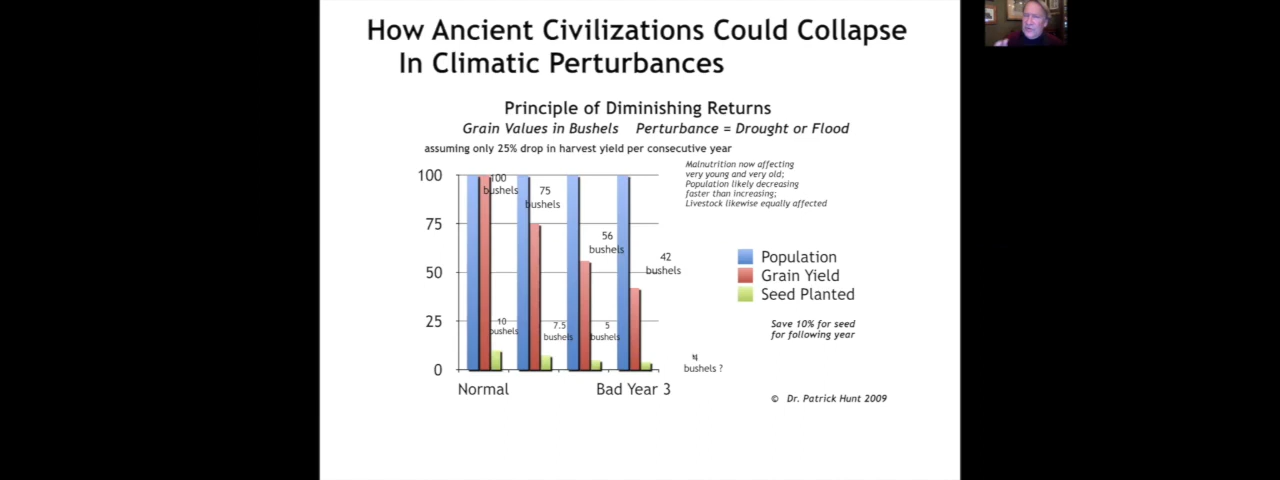 How Ancient Civilizations Could Collapse
In Climatic Perturbances
Principle of Diminishing Returns
Grain Values in Bushels Perturbance = Drought or Flood
assuming only 25% drop in harvest yield per consecutive year
Malnutrition now affecting
very young and very old;
Population likely decreasing
faster than increasing;
Livestock likewise equally affected
100
75
50
25
0
100
bushels
75
bushels
56
bushels
42
bushels
10
bushels
7.5
bushels
5
bushels
bushels ?
Normal
Bad Year 3
Population
Grain Yield
Seed Planted
Save 10% for seed
for following year
© Dr. Patrick Hunt 2009